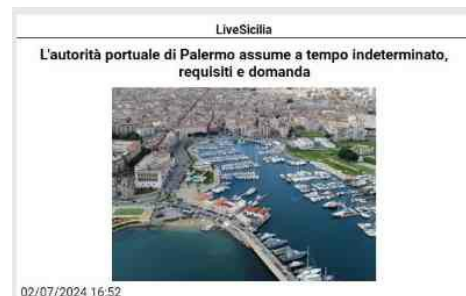 LiveSicilia
L'autorità portuale di Palermo assume a tempo indeterminato,
requisiti e domanda
02/07/2024 16:52